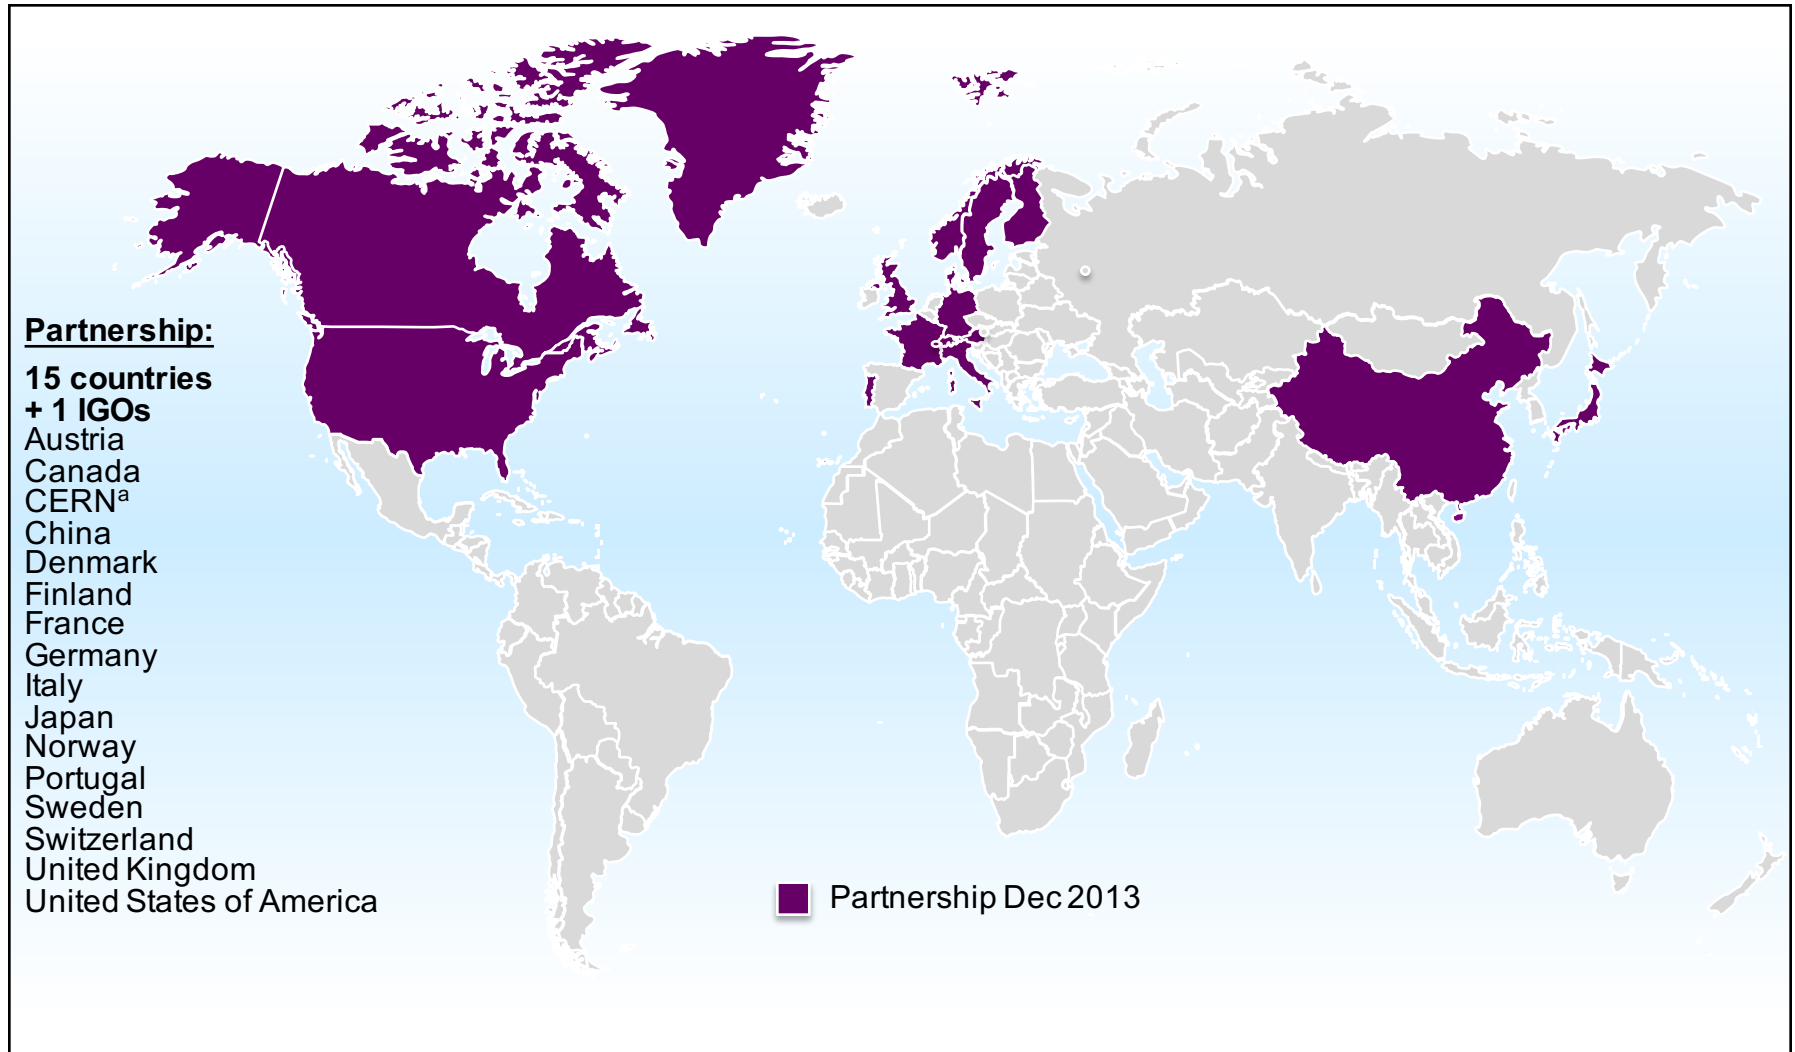 Partnership:
15 countries
+ 1 IGOs
Austria
Canada
CERNᵃ
China
Denmark
Finland
France
Germany
Italy
Japan
Norway
Portugal
Sweden
Switzerland
United Kingdom
United States of America
Partnership Dec 2013